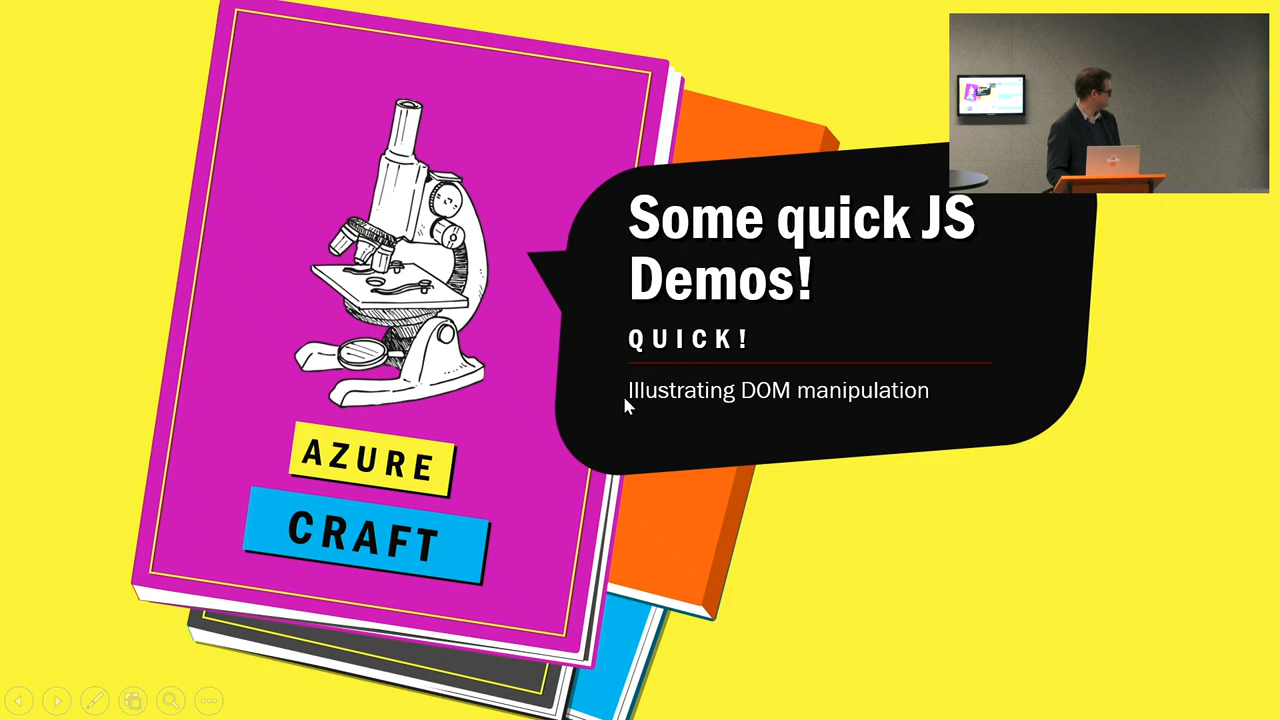 Some quick JS
Demos!
QUICK!
Illustrating DOM manipulation
AZURE
CRAFT